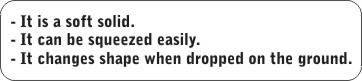 - It is a soft solid.
- It can be squeezed easily.
- It changes shape when dropped on the ground.